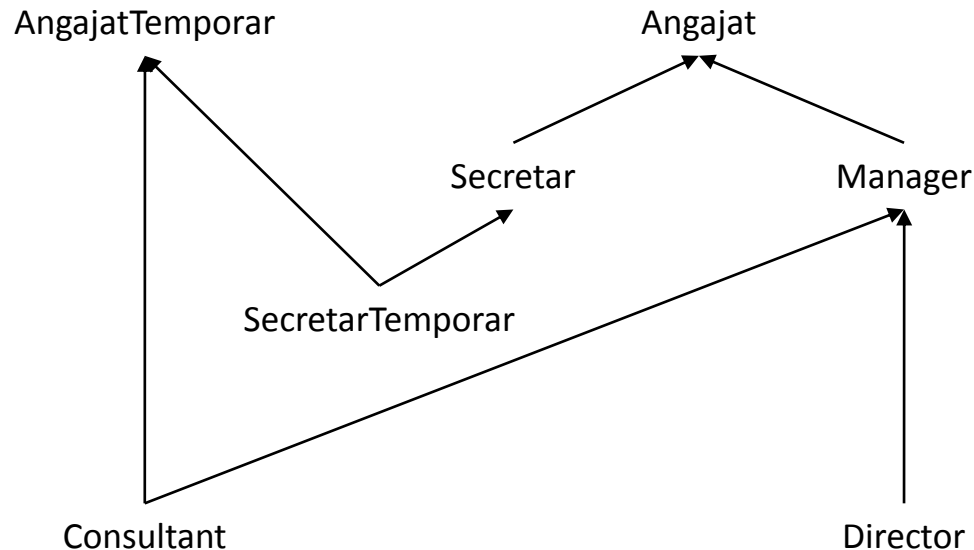 AngajatTemporar
Angajat
Secretar
Manager
SecretarTemporar
Consultant
Director